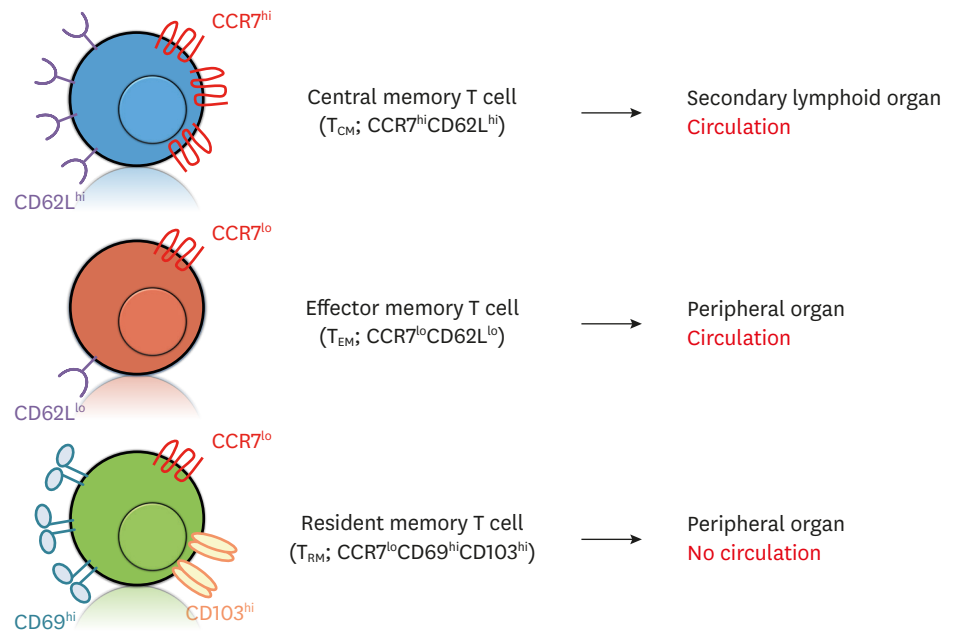 CCR7hi
CD62Lhi
Central memory T cell
(TCM; CCR7hiCD62Lhi)
Secondary lymphoid organ
Circulation
CCR7lo
CD62Llo
Effector memory T cell
(TEM; CCR7loCD62Llo)
Peripheral organ
Circulation
CCR7lo
CD69hi
CD103hi
Resident memory T cell
(TRM; CCR7loCD69hiCD103hi)
Peripheral organ
No circulation